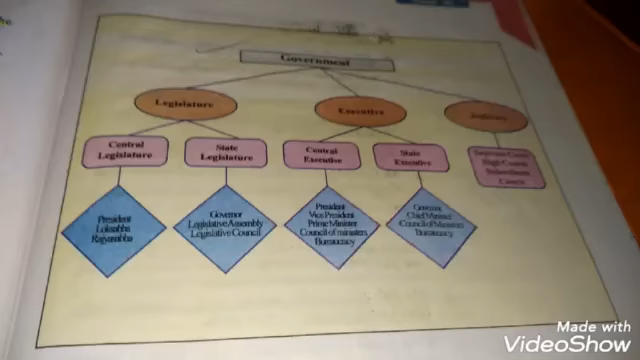 he
Government
Legislature
Executive
Judiciary
Central
Legislature
State
Legislature
Central
Executive
State
Executive
Supreme Court
High Courts
Subordinate
Courts
President
Loksabha
Rajyasabha
Governor
Legislative Assembly
Legislative Council
President
Vice President
Prime Minister
Council of ministers
Bureaucracy
Governor
Chief Minister
Council of Ministers
Bureaucracy
Made with
VideoShow